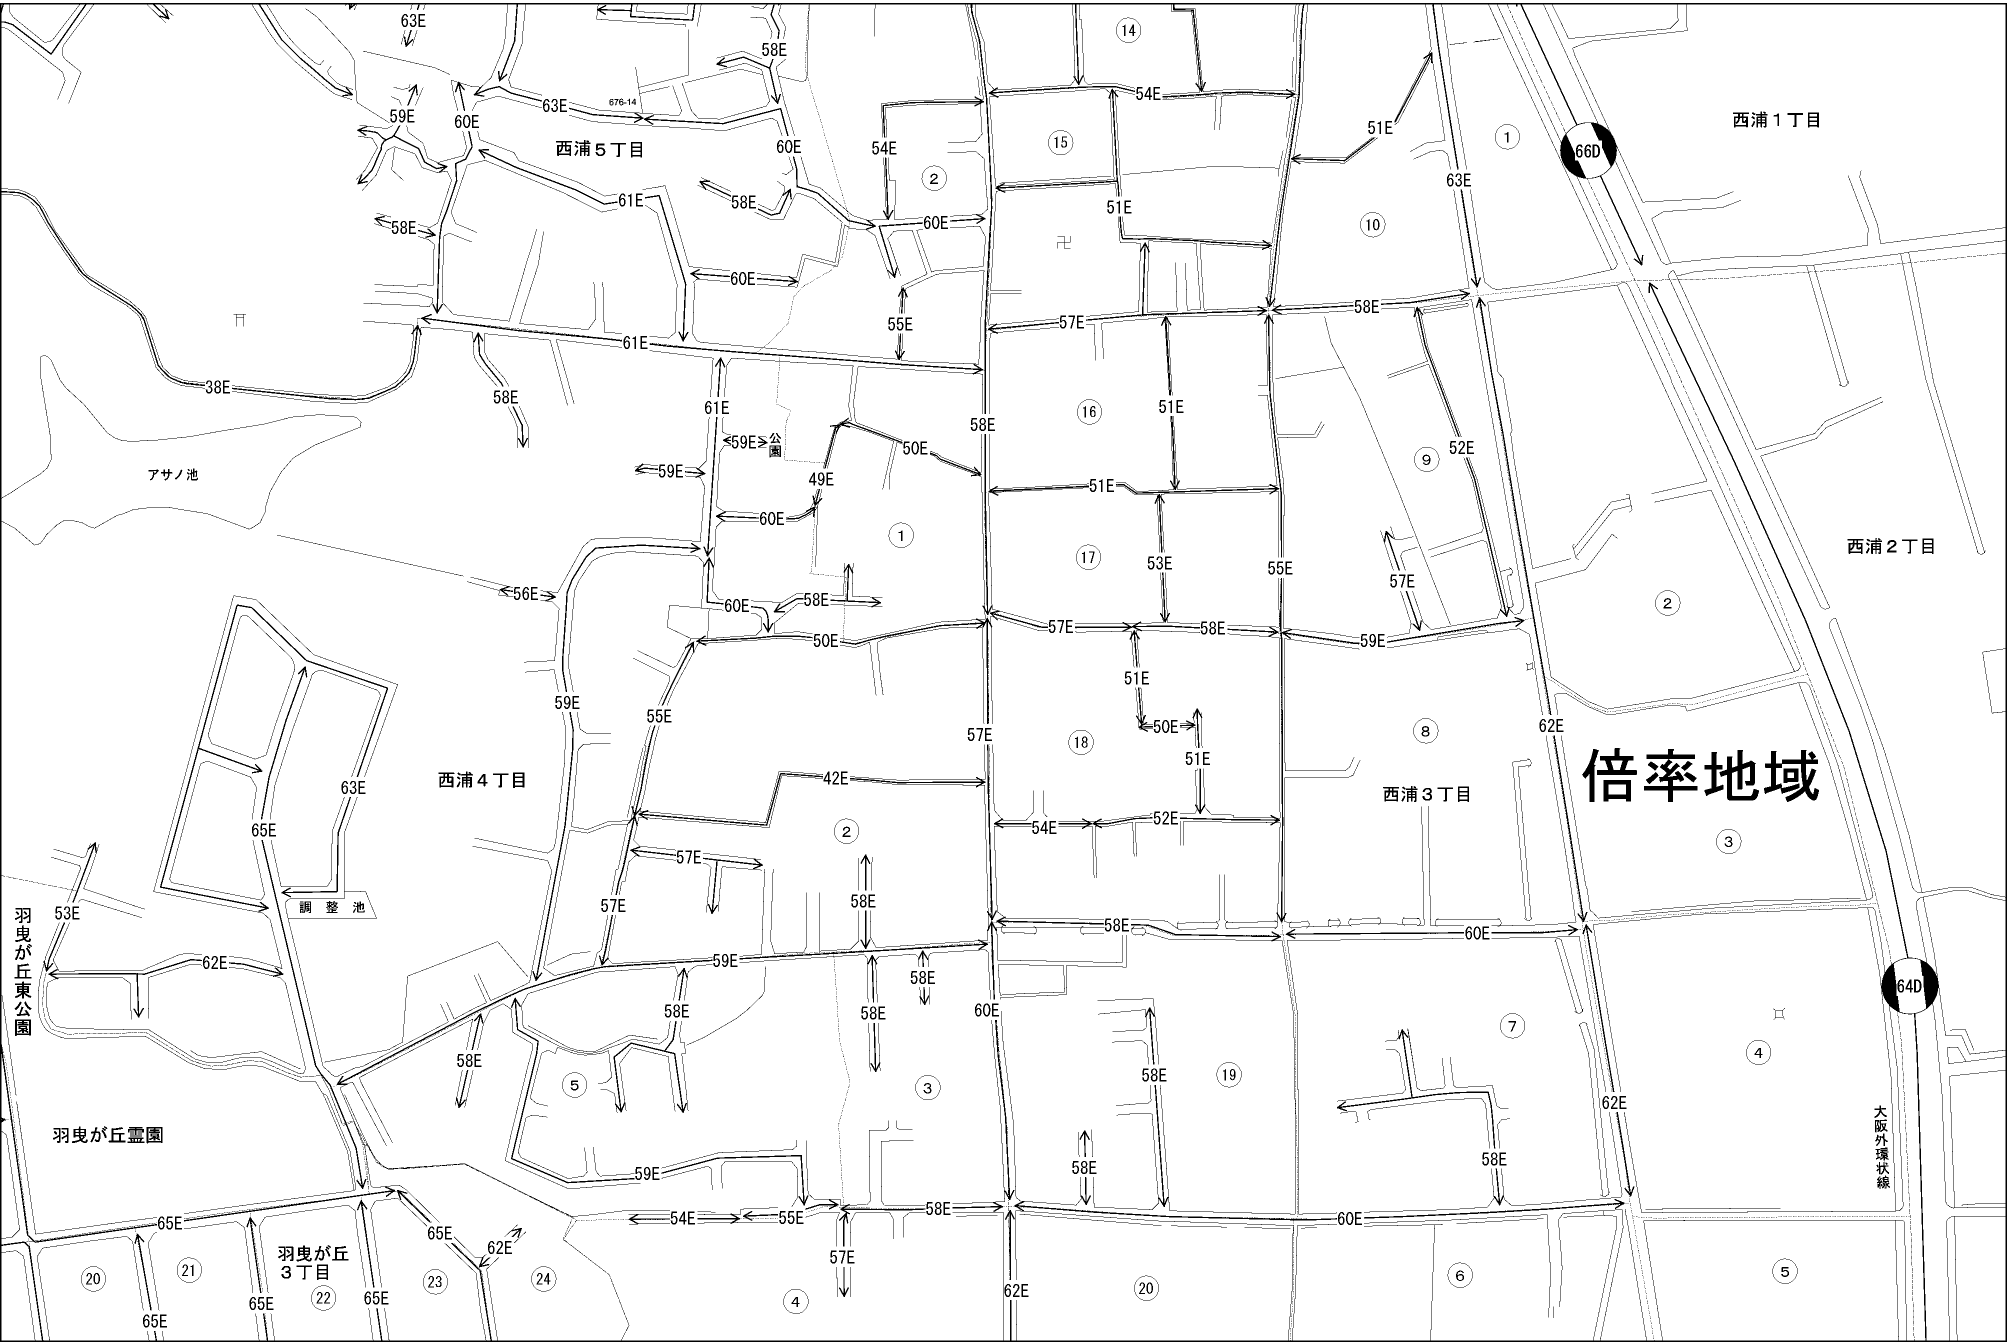 63E
58E
14
676-14
63E
54E
59E
60E
西浦５丁目
60E
54E
15
51E
1
66D
西浦１丁目
2
63E
61E
58E
51E
58E
60E
10
卍
60E
55E
57E
58E
61E
38E
58E
61E
16
51E
58E
59E
公園
50E
52E
9
アサノ池
59E
49E
51E
60E
1
西浦２丁目
17
53E
55E
57E
56E
60E
58E
2
57E
58E
59E
50E
51E
59E
55E
57E
18
50E
8
62E
51E
倍率地域
西浦４丁目
42E
63E
西浦３丁目
65E
2
54E
52E
3
57E
調整池
53E
57E
58E
羽曳が丘東公園
58E
60E
62E
59E
58E
64D
58E
58E
60E
7
58E
5
3
58E
19
4
62E
大阪外環状線
羽曳が丘霊園
59E
58E
58E
65E
54E
55E
58E
60E
65E
62E
57E
羽曳が丘
３丁目
20
21
22
23
24
4
62E
20
6
5
65E
65E
65E